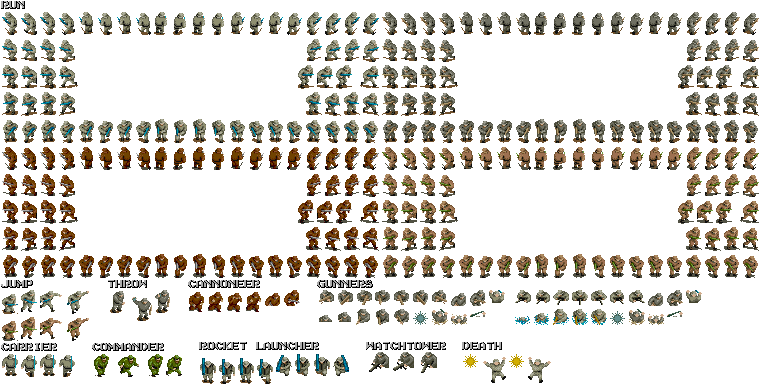 RUN
JUMP
THROW
CANNONEER
GUNNERS
CARRIER
COMMANDER
ROCKET LAUNCHER
WATCHTOWER
DEATH